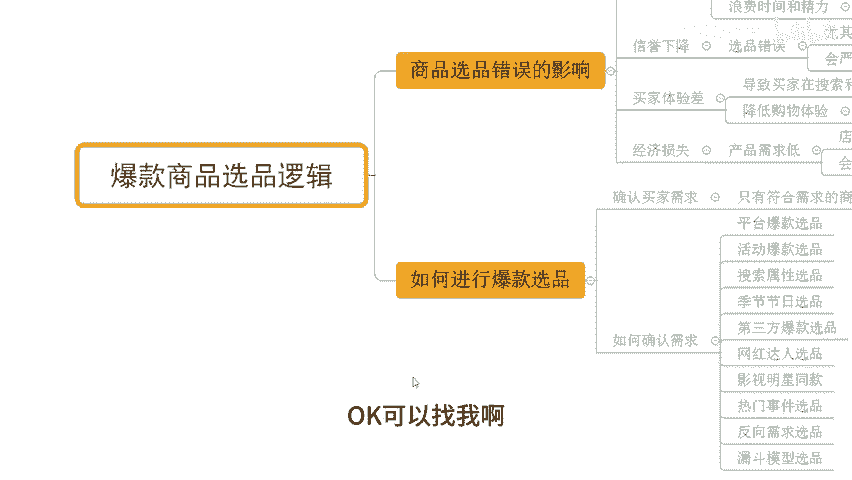 爆款商品选品逻辑
商品选品错误的影响
浪费时间和精力
信誉下降
选品错误
尤其
会严
买家体验差
导致买家在搜索和
降低购物体验
经济损失
产品需求低
店
会
如何进行爆款选品
确认买家需求
只有符合需求的商
如何确认需求
平台爆款选品
活动爆款选品
搜索属性选品
季节节日选品
第三方爆款选品
网红达人选品
影视明星同款
热门事件选品
反向需求选品
漏斗模型选品
OK可以找我啊